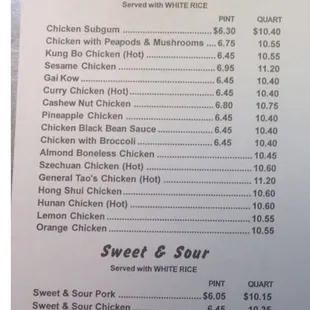 Served with WHITE RICE
PINT QUART
Chicken Subgum $6.30 $10.40
Chicken with Peapods & Mushrooms 6.75 10.55
Kung Bo Chicken (Hot) 6.45 10.55
Sesame Chicken 6.95 11.20
Gai Kow 6.45 10.40
Curry Chicken (Hot) 6.45 10.40
Cashew Nut Chicken 6.80 10.75
Pineapple Chicken 6.45 10.40
Chicken Black Bean Sauce 6.45 10.40
Chicken with Broccoli 6.45 10.40
Almond Boneless Chicken 10.45
Szechuan Chicken (Hot) 10.60
General Tao's Chicken (Hot) 11.20
Hong Shui Chicken 10.60
Hunan Chicken (Hot) 10.60
Lemon Chicken 10.55
Orange Chicken 10.55
Sweet & Sour
Served with WHITE RICE
PINT QUART
Sweet & Sour Pork $6.05 $10.15
Sweet & Sour Chicken 6.45